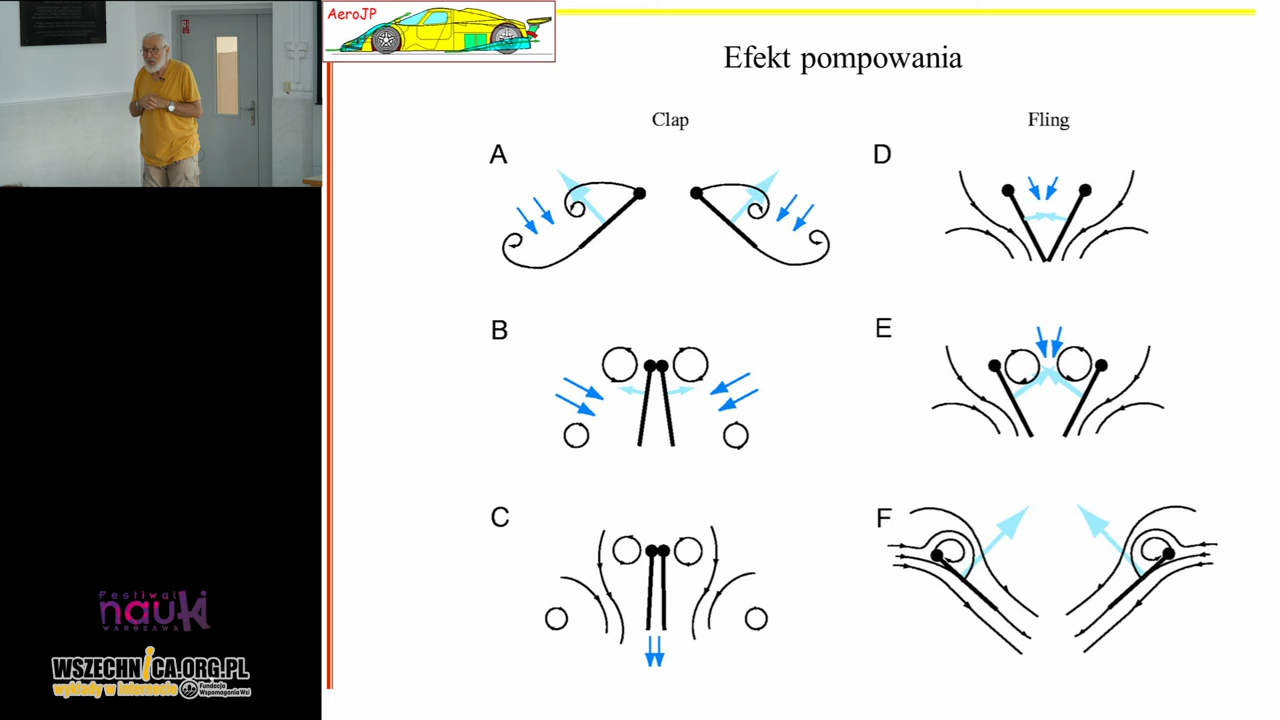 AeroJP
Efekt pompowania
Clap
Fling
A
D
B
E
C
F
Festiwal
nauki
WARSZAWA
WSZECHNICA.ORG.PL
wykłady w internecie
Fundacja
Wspomagania Wsi